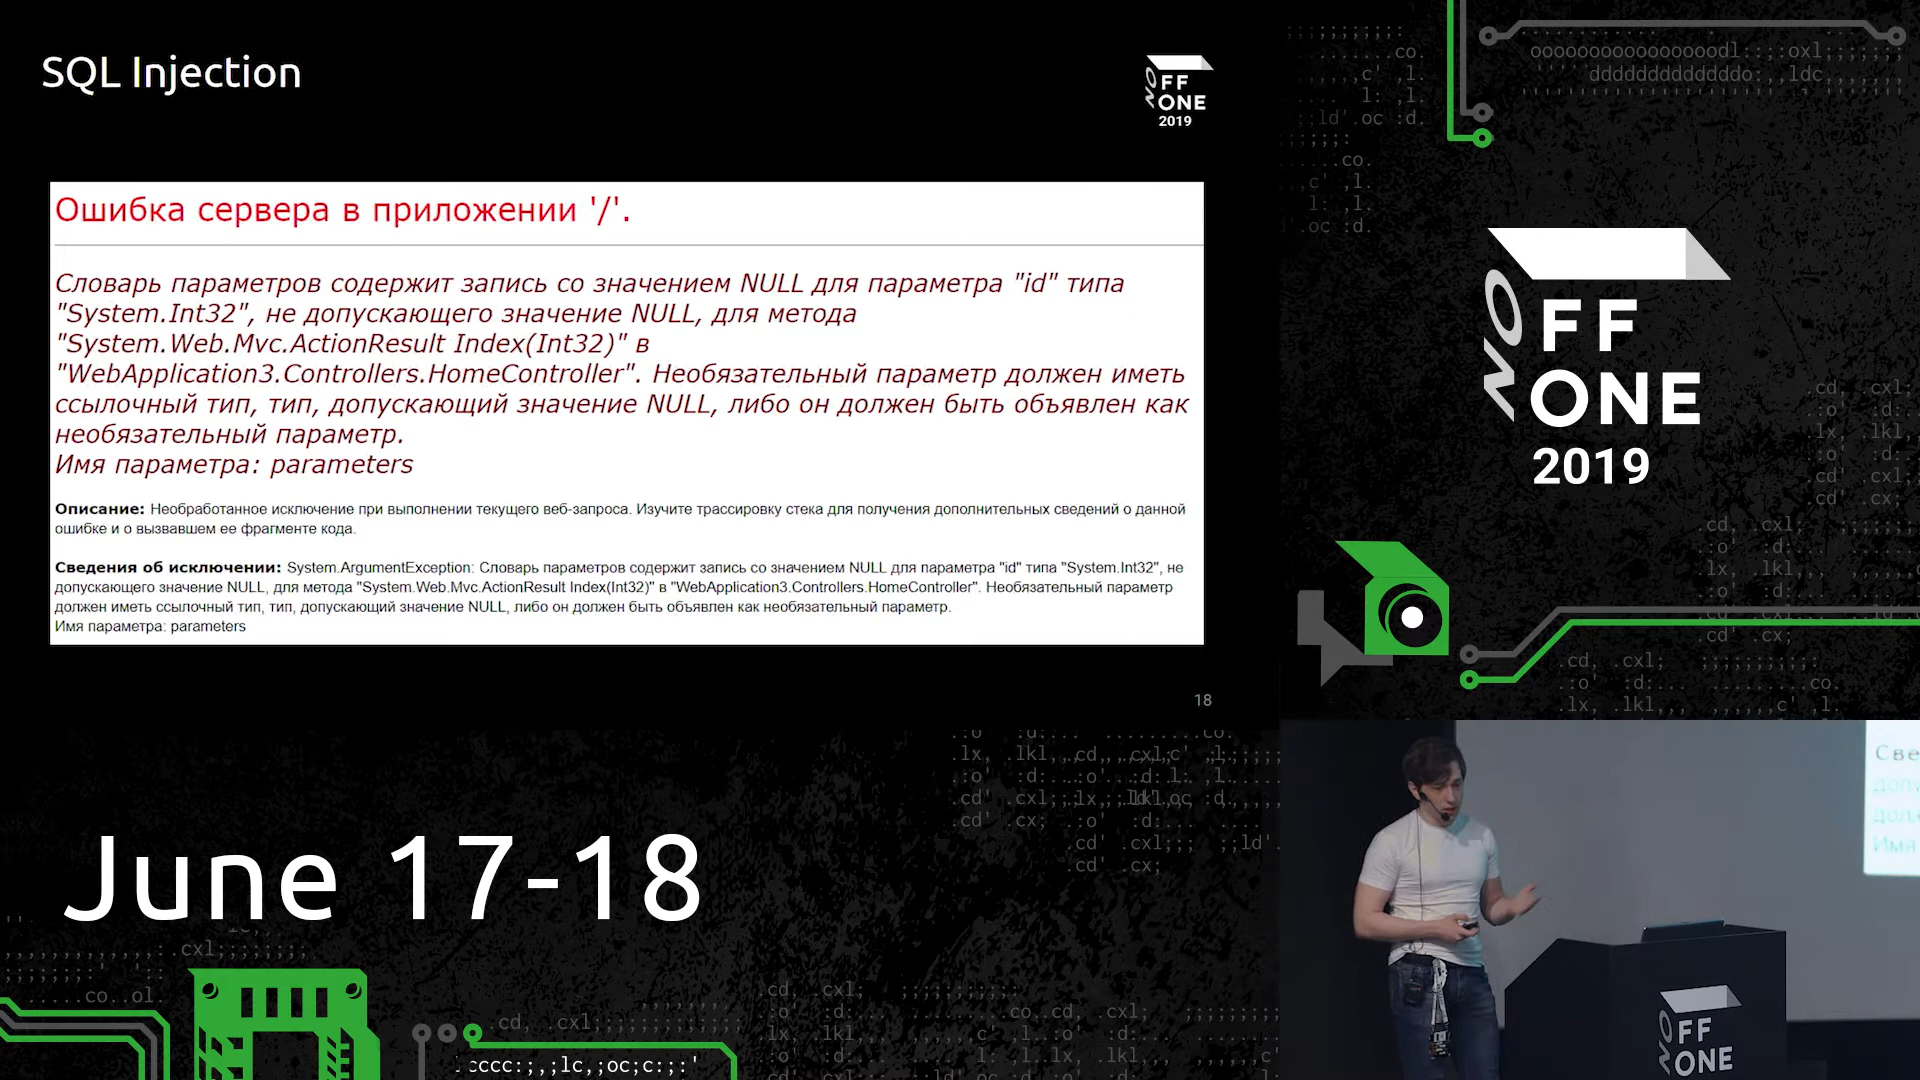 SQL Injection
OFFZONE
2019
Ошибка сервера в приложении '/'.
Словарь параметров содержит запись со значением NULL для параметра "id" типа
"System.Int32", не допускающего значение NULL, для метода
"System.Web.Mvc.ActionResult Index(Int32)" в
"WebApplication3.Controllers.HomeController". Необязательный параметр должен иметь
ссылочный тип, тип, допускающий значение NULL, либо он должен быть объявлен как
необязательный параметр.
Имя параметра: parameters
Описание: Необработанное исключение при выполнении текущего веб-запроса. Изучите трассировку стека для получения дополнительных сведений о данной
ошибке и о вызвавшем ее фрагменте кода.
Сведения об исключении: System.ArgumentException: Словарь параметров содержит запись со значением NULL для параметра "id" типа "System.Int32", не
допускающего значение NULL, для метода "System.Web.Mvc.ActionResult Index(Int32)" в "WebApplication3.Controllers.HomeController". Необязательный параметр
должен иметь ссылочный тип, тип, допускающий значение NULL, либо он должен быть объявлен как необязательный параметр.
Имя параметра: parameters
18
OFFZONE
2019
June 17-18
OFFZONE